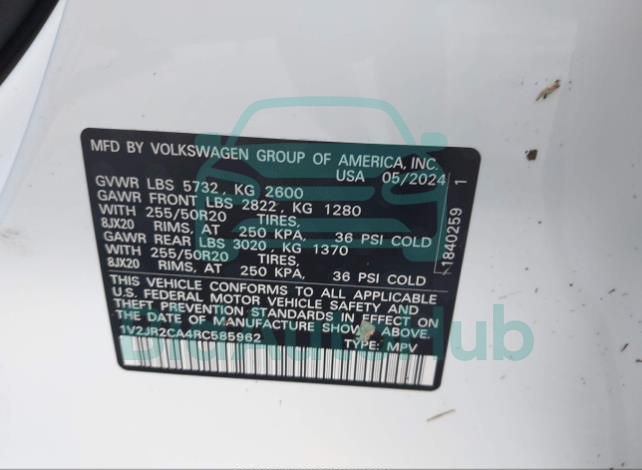 MFD BY VOLKSWAGEN GROUP OF AMERICA, INC.
USA 05/2024
GVWR LBS 5732, KG 2600
GAWR FRONT LBS 2822, KG 1280
WITH 255/50R20 TIRES,
8JX20 RIMS, AT 250 KPA, 36 PSI COLD
GAWR REAR LBS 3020, KG 1370
WITH 255/50R20 TIRES,
8JX20 RIMS, AT 250 KPA, 36 PSI COLD
THIS VEHICLE CONFORMS TO ALL APPLICABLE
U.S. FEDERAL MOTOR VEHICLE SAFETY AND
THEFT PREVENTION STANDARDS IN EFFECT ON
THE DATE OF MANUFACTURE SHOWN ABOVE
1V2JR2CA4RC585962 TYPE: MPV
1840259 1
BidAutoHub